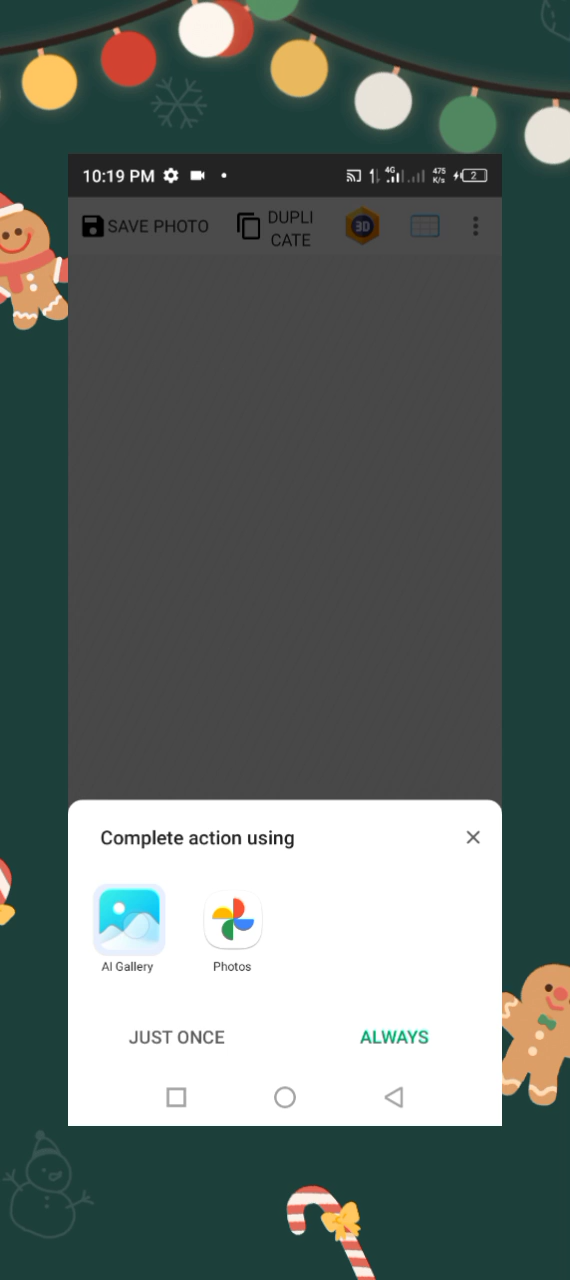 10:19 PM 4G 475 K/s 2
SAVE PHOTO DUPLI
CATE 3D
Complete action using
AI Gallery Photos
JUST ONCE ALWAYS